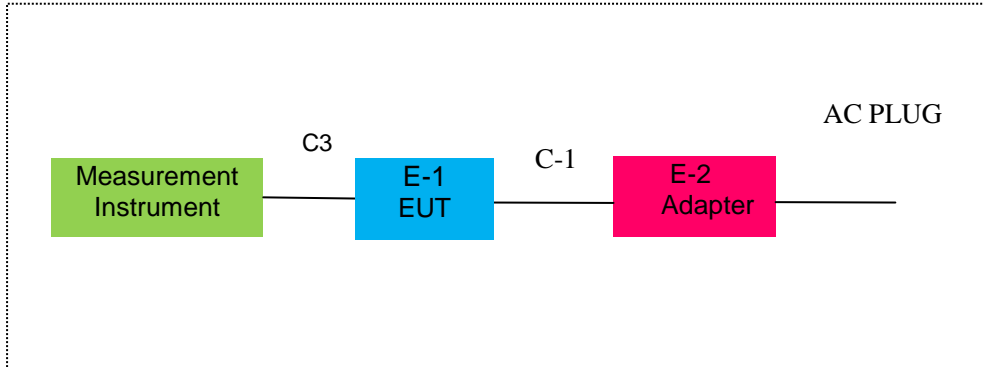 AC PLUG
C3
C-1
Measurement
Instrument
E-1
EUT
E-2
Adapter